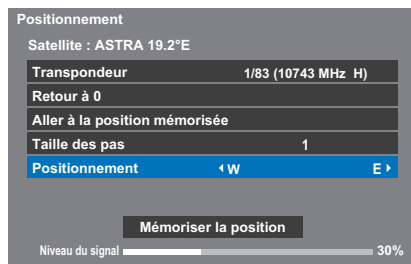 Positionnement
Satellite : ASTRA 19.2°E
Transpondeur 1/83 (10743 MHz H)
Retour à 0
Aller à la position mémorisée
Taille des pas 1
Positionnement W E
Mémoriser la position
Niveau du signal 30%